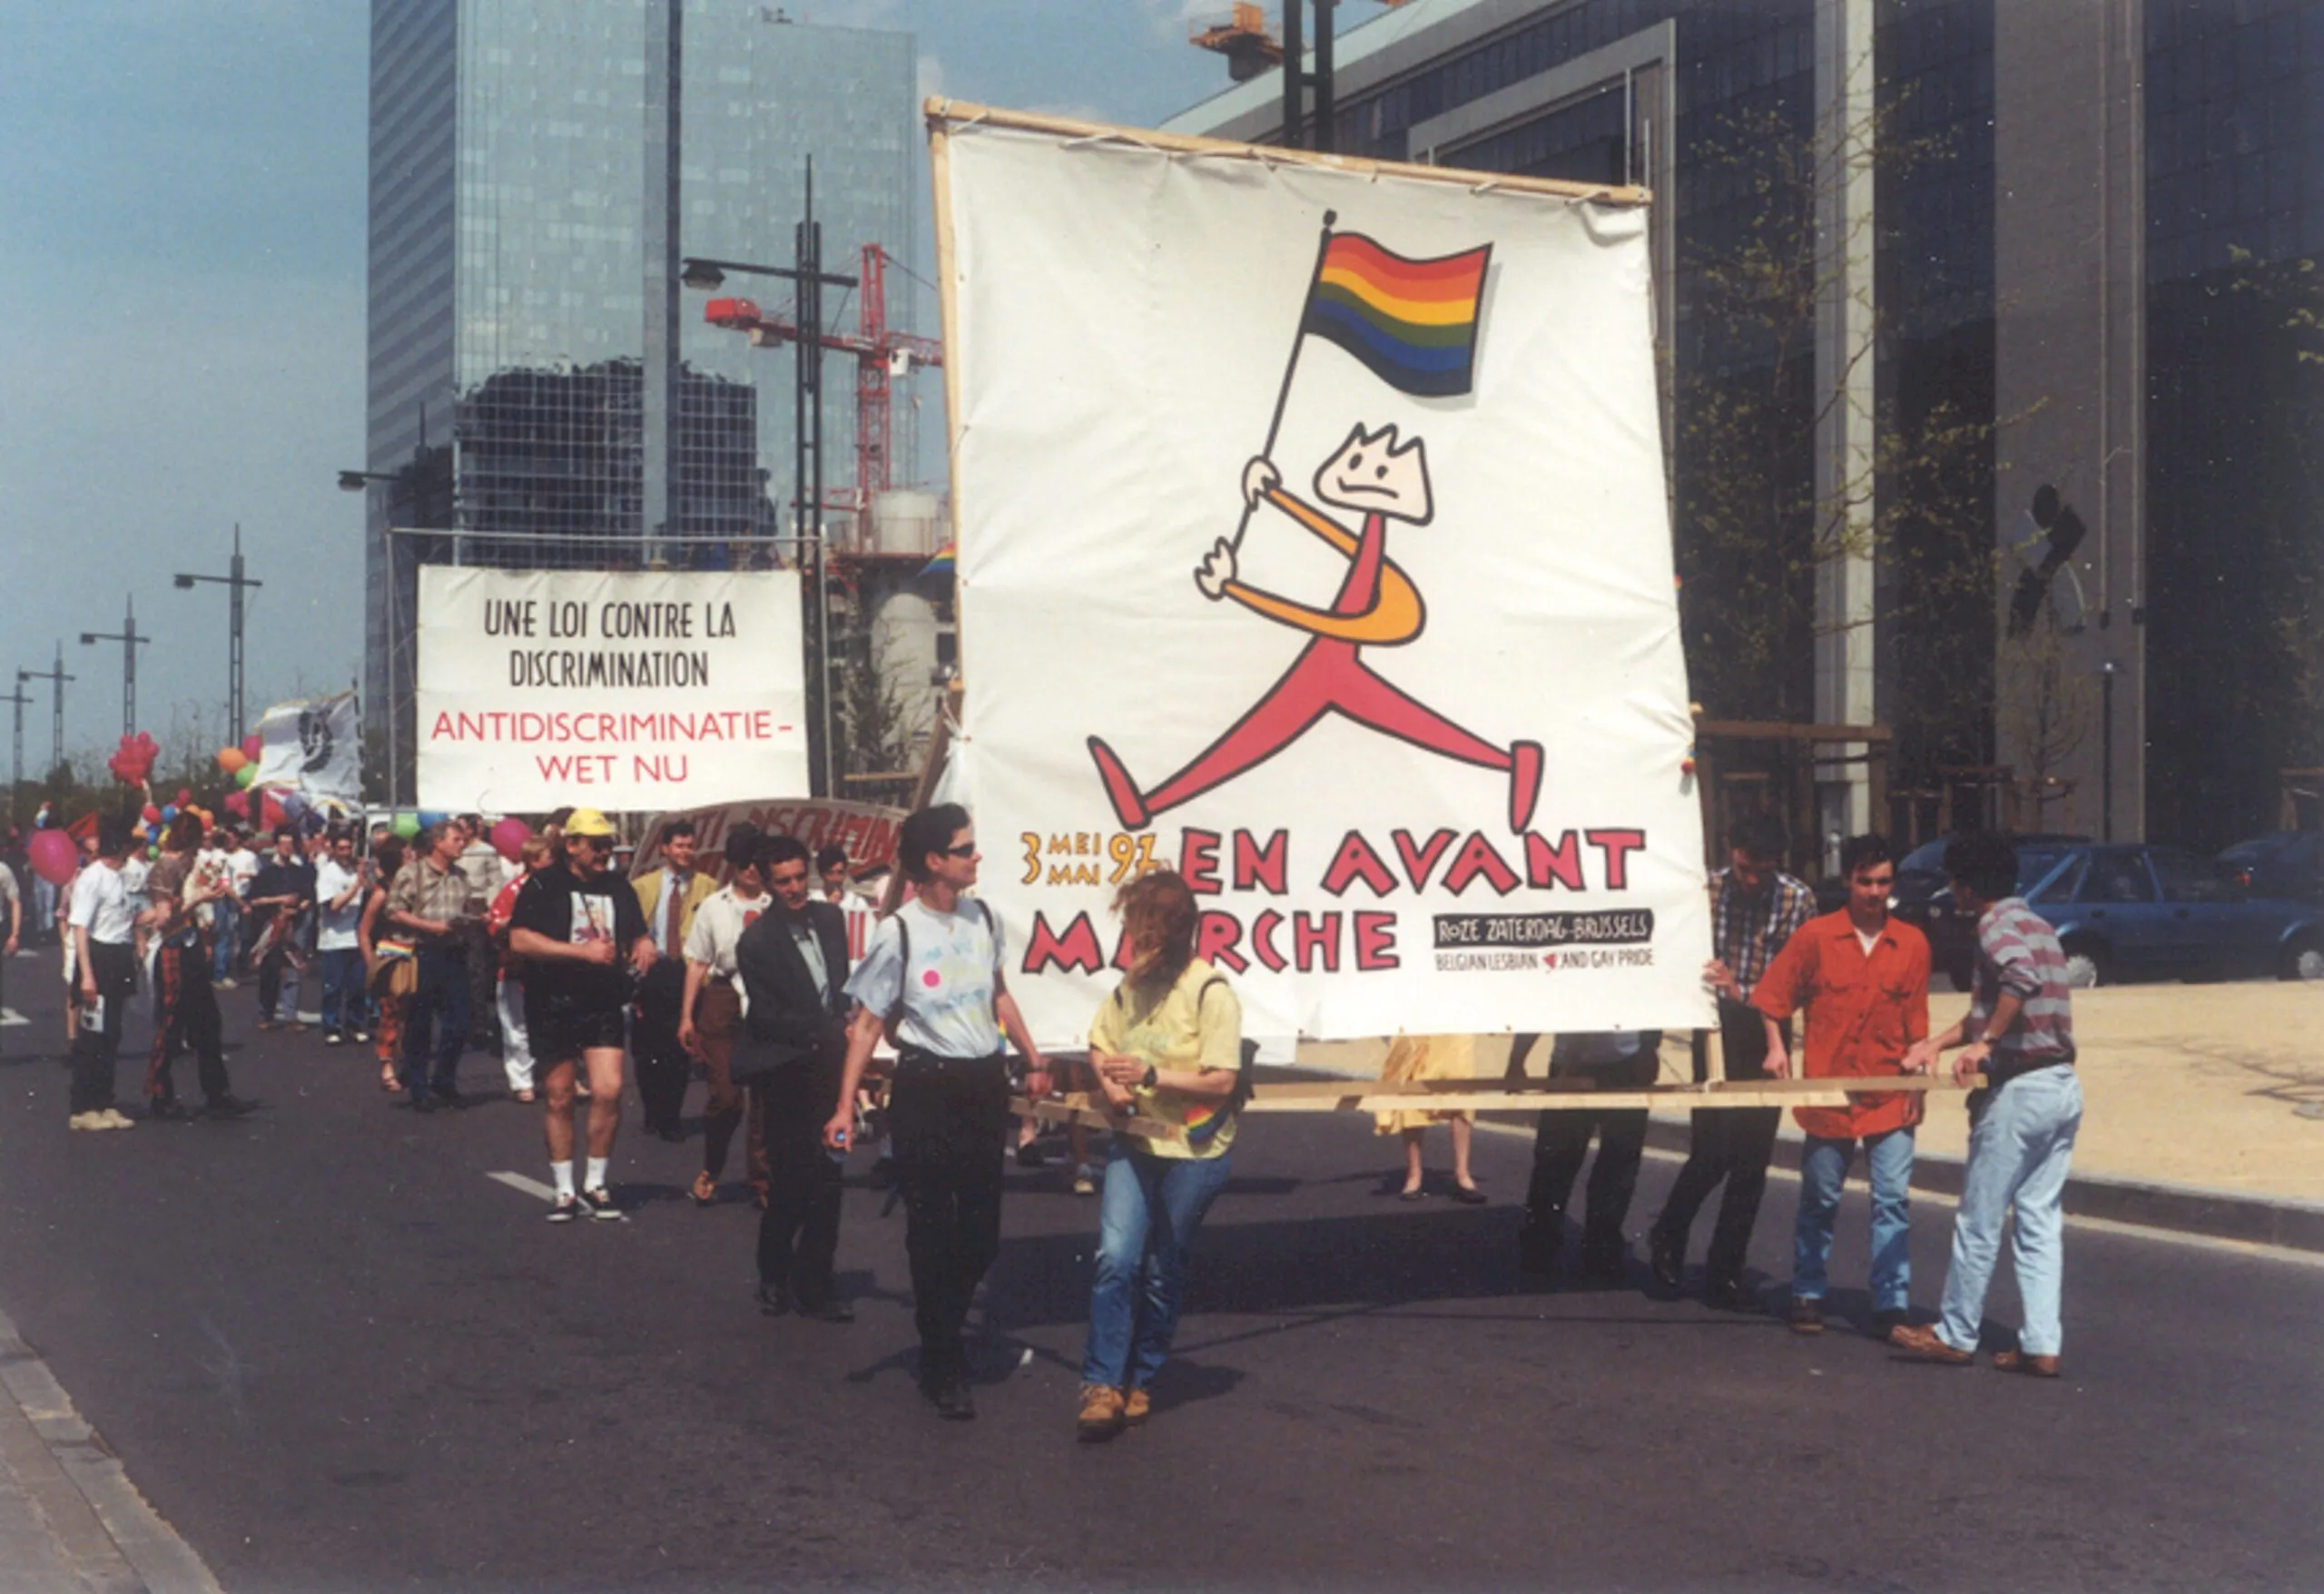 UNE LOI CONTRE LA
DISCRIMINATION
ANTIDISCRIMINATIE-
WET NU
3 MEI 97
MAI
EN AVANT
MARCHE
ROZE ZATERDAG-BRUSSELS
BELGIAN LESBIAN AND GAY PRIDE